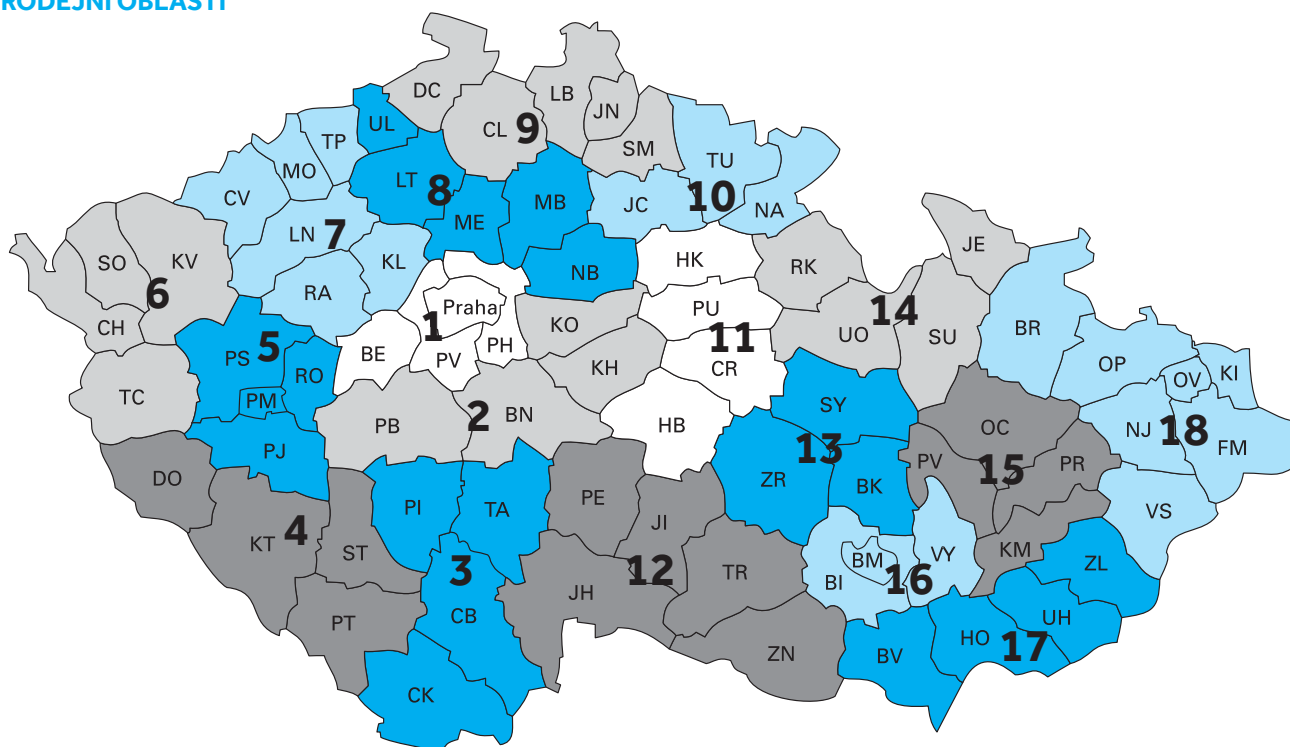 RODEJNÍ OBLASTI
DC
LB
JN
UL
CL
9
TP
SM
TU
MO
LT
8
CV
MB
JC
10
NA
ME
LN
7
JE
SO
KV
KL
HK
RK
NB
6
RA
Praha
PU
14
CH
1
KO
UO
SU
BR
PS
5
BE
PV
PH
11
CR
OP
RO
KH
OV
KI
TC
PM
PB
2
BN
HB
SY
OC
NJ
18
FM
PJ
13
PV
15
PR
DO
ZR
BK
PI
TA
PE
VS
KT
4
ST
JI
KM
3
12
TR
BI
BM
16
VY
ZL
JH
PT
CB
UH
ZN
BV
HO
17
CK